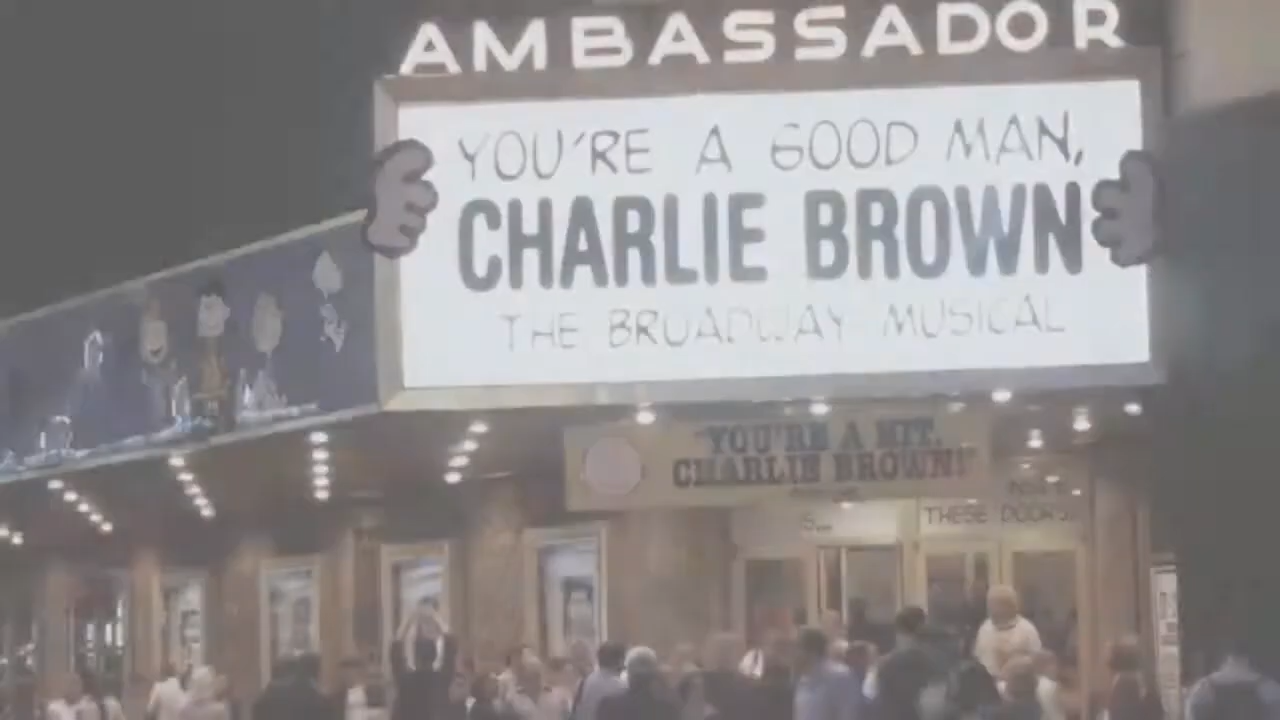 AMBASSADOR
YOU'RE A GOOD MAN,
CHARLIE BROWN
THE BROADWAY MUSICAL
"YOU'RE A HIT,
CHARLIE BROWN!"
THESE DOORS